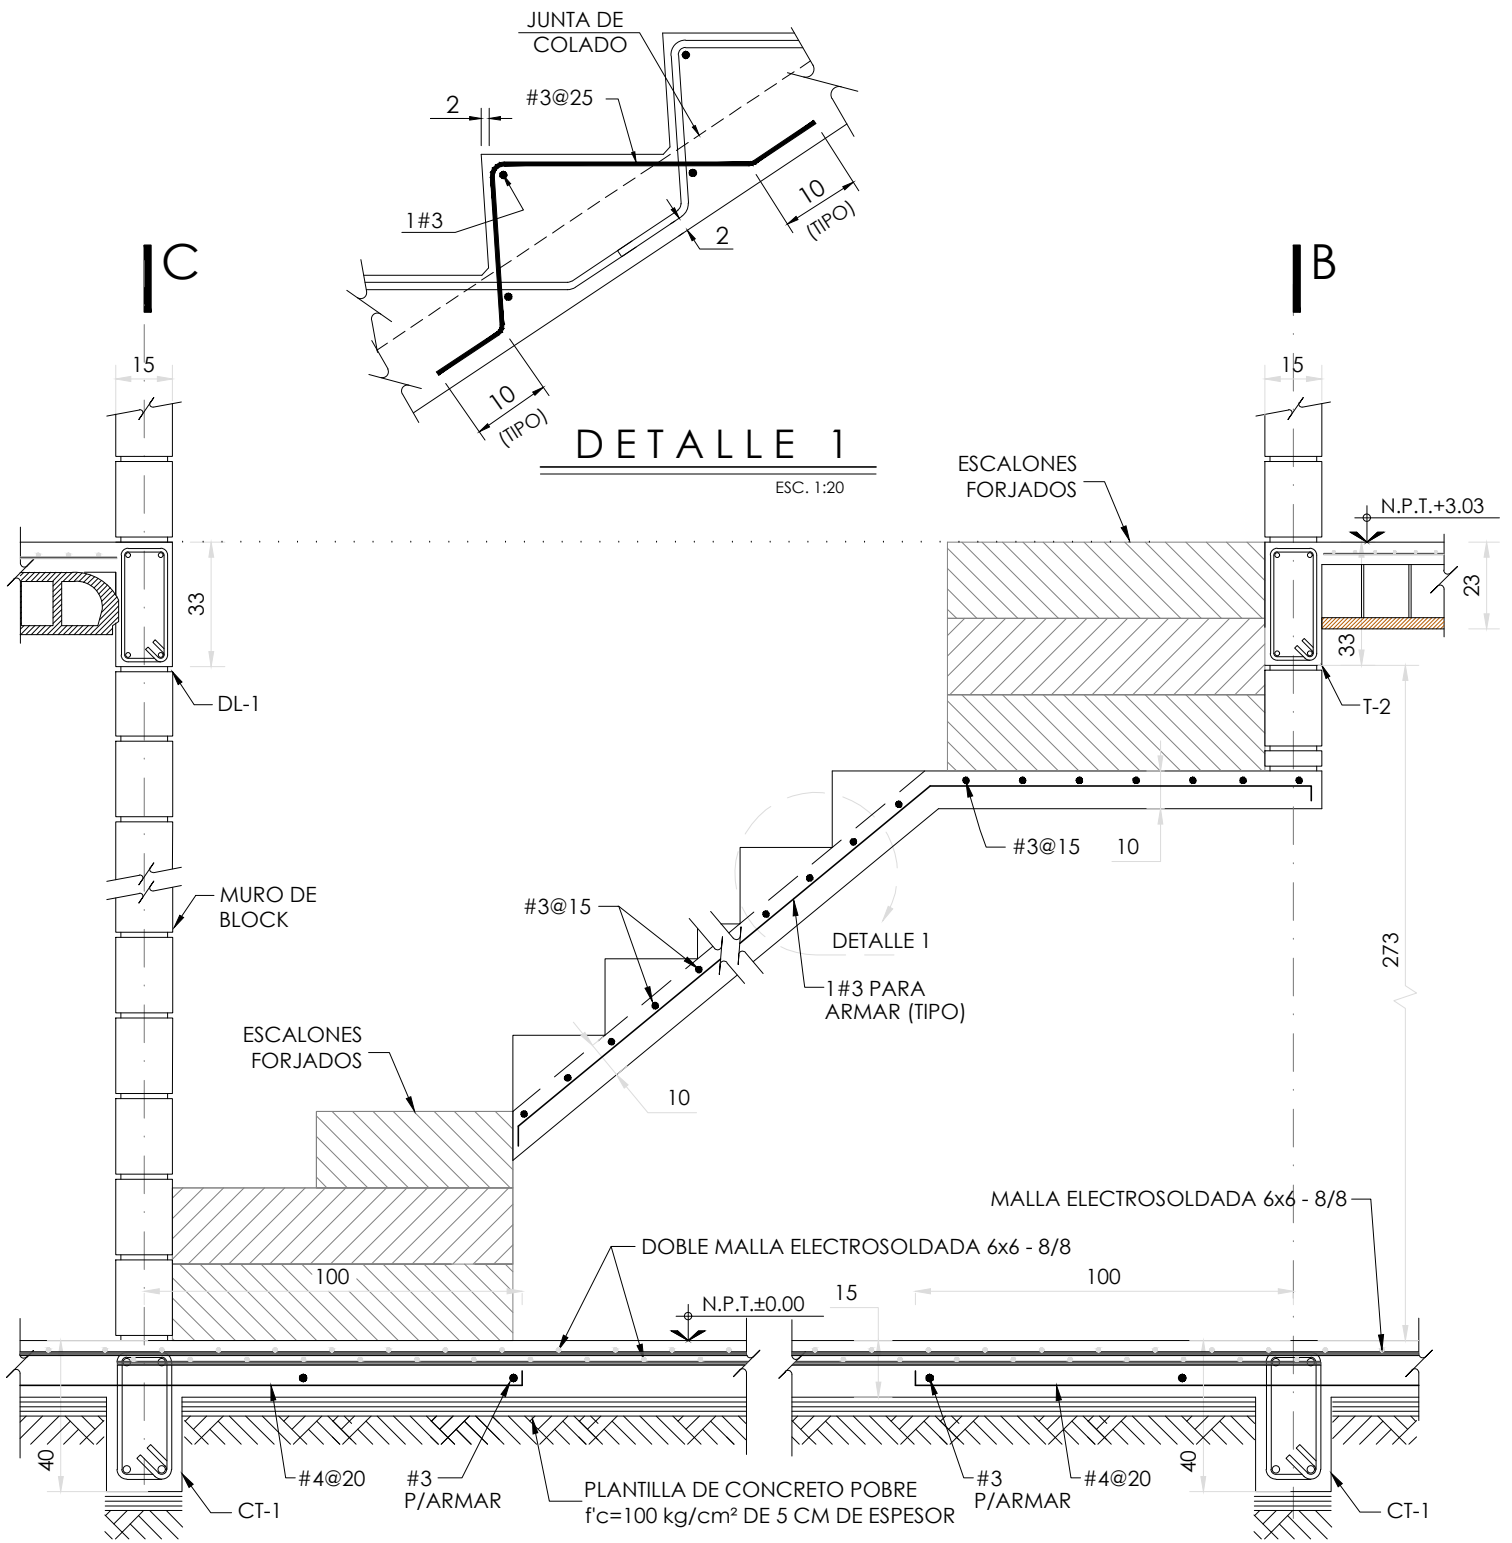 JUNTA DE
COLADO
2
#3@25
10
(TIPO)
1#3
2
C
B
15
15
10
(TIPO)
DETALLE 1
ESC. 1:20
ESCALONES
FORJADOS
N.P.T.+3.03
33
23
33
DL-1
T-2
#3@15
10
MURO DE
BLOCK
#3@15
DETALLE 1
273
1#3 PARA
ARMAR (TIPO)
ESCALONES
FORJADOS
10
MALLA ELECTROSOLDADA 6x6 - 8/8
DOBLE MALLA ELECTROSOLDADA 6x6 - 8/8
100
100
15
N.P.T.±0.00
40
40
#4@20
#3
P/ARMAR
PLANTILLA DE CONCRETO POBRE
f'c=100 kg/cm² DE 5 CM DE ESPESOR
#3
P/ARMAR
#4@20
CT-1
CT-1